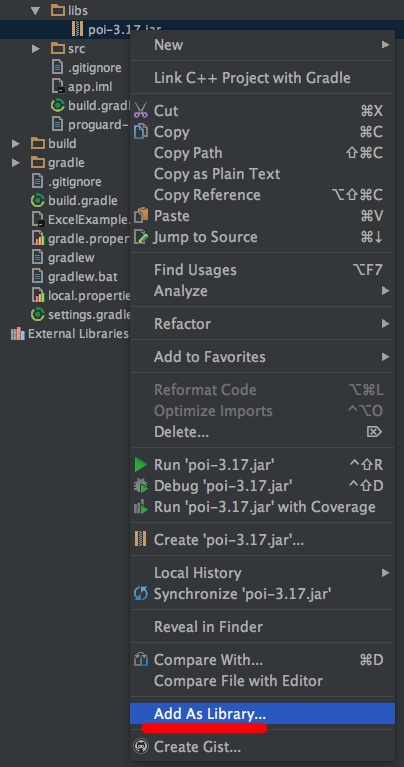 libs
poi-3.17.jar
src
.gitignore
app.iml
build.gradl
proguard-
build
gradle
.gitignore
build.gradle
ExcelExample.
gradle.proper
gradlew
gradlew.bat
local.propertie
settings.gradle
External Libraries
New
Link C++ Project with Gradle
Cut ⌘X
Copy ⌘C
Copy Path ⇧⌘C
Copy as Plain Text
Copy Reference ⌥⇧⌘C
Paste ⌘V
Jump to Source ⌘↓
Find Usages ⌥F7
Analyze
Refactor
Add to Favorites
Reformat Code ⌥⌘L
Optimize Imports ^⌥O
Delete... ⌦
Run 'poi-3.17.jar' ^⇧R
Debug 'poi-3.17.jar' ^⇧D
Run 'poi-3.17.jar' with Coverage
Create 'poi-3.17.jar'...
Local History
Synchronize 'poi-3.17.jar'
Reveal in Finder
Compare With... ⌘D
Compare File with Editor
Add As Library...
Create Gist...